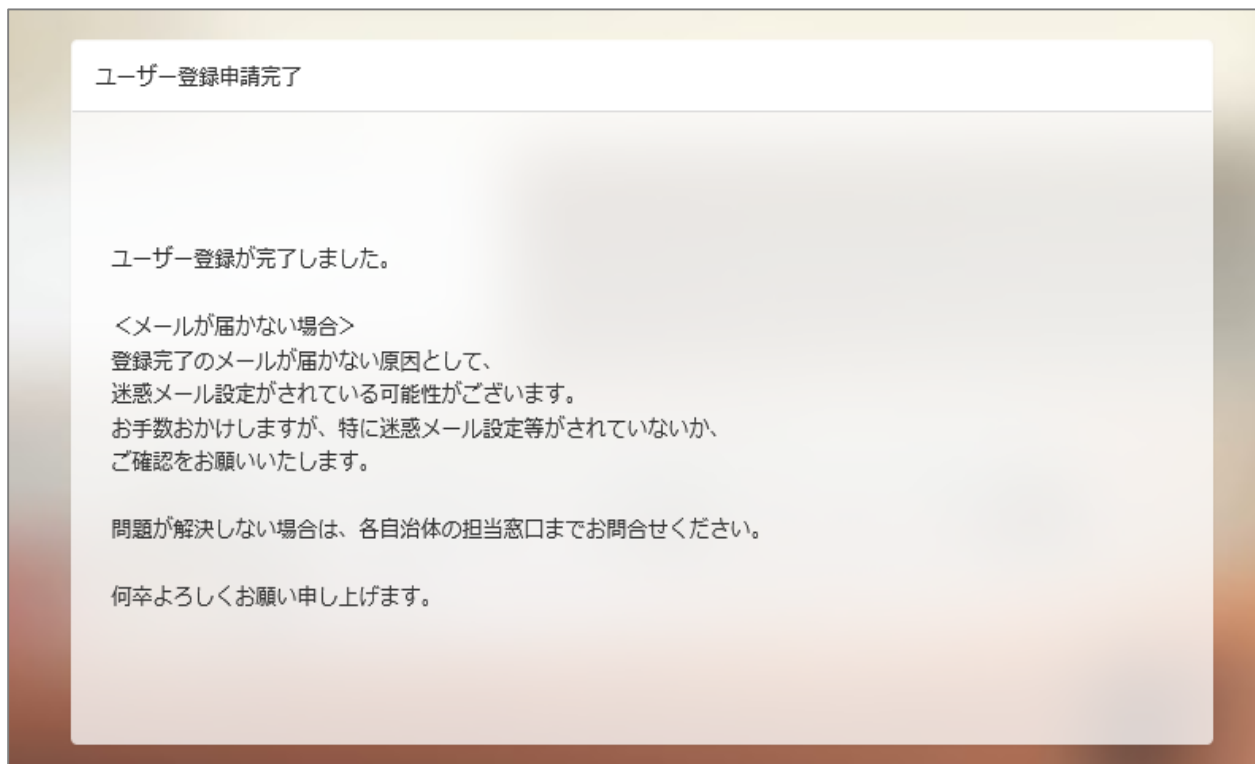 ユーザー登録申請完了
ユーザー登録が完了しました。
＜メールが届かない場合＞
登録完了のメールが届かない原因として、
迷惑メール設定がされている可能性がございます。
お手数おかけしますが、特に迷惑メール設定等がされていないか、
ご確認をお願いいたします。
問題が解決しない場合は、各自治体の担当窓口までお問合せください。
何卒よろしくお願い申し上げます。